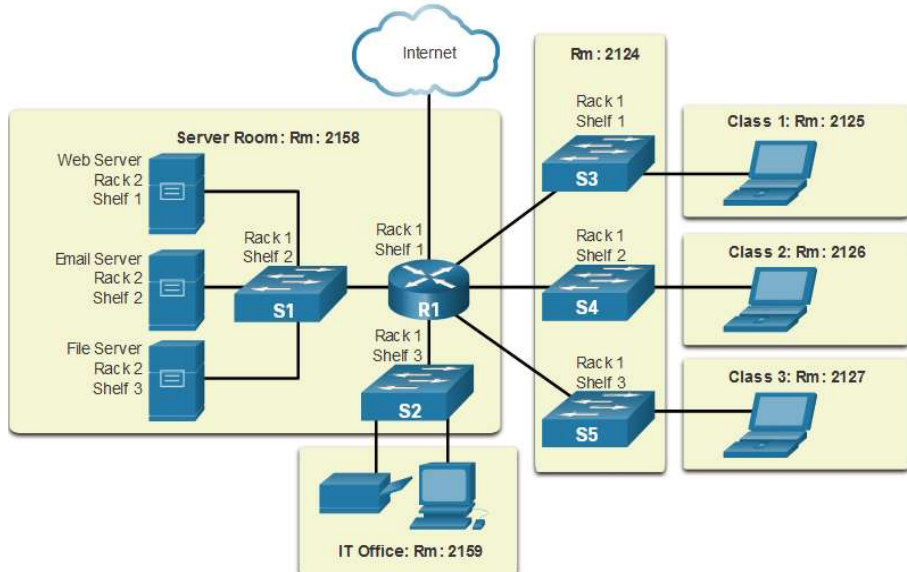 Internet
Rm: 2124
Rack 1
Shelf 1
S3
Class 1: Rm: 2125
Server Room: Rm: 2158
Web Server
Rack 2
Shelf 1
Rack 1
Shelf 2
Rack 1
Shelf 1
Email Server
Rack 2
Shelf 2
S1
R1
Rack 1
Shelf 2
S4
Class 2: Rm: 2126
File Server
Rack 2
Shelf 3
Rack 1
Shelf 3
S2
Rack 1
Shelf 3
S5
Class 3: Rm: 2127
IT Office: Rm: 2159